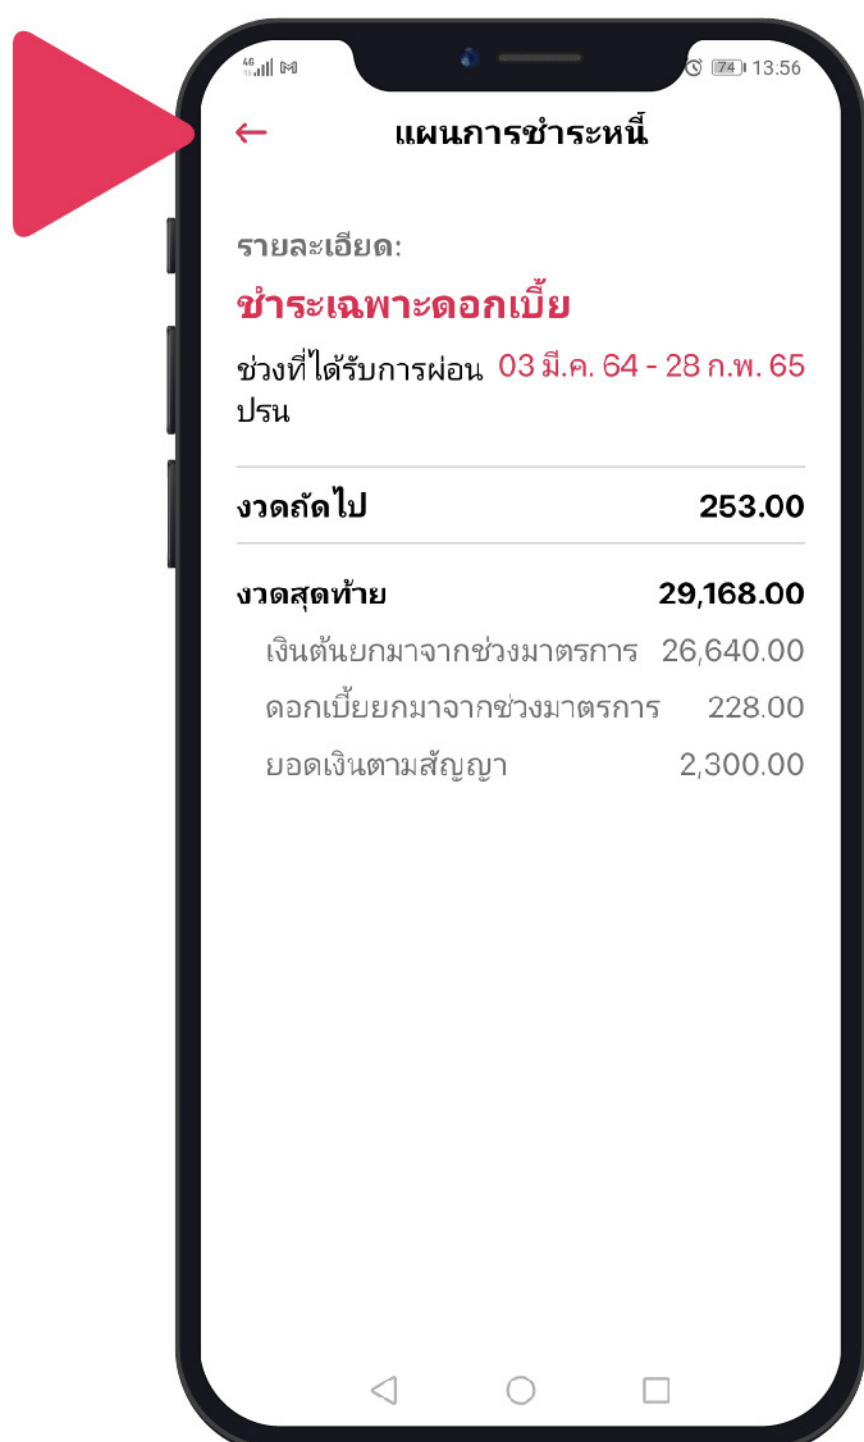 13:56
74
แผนการชำระหนี้
รายละเอียด:
ชำระเฉพาะดอกเบี้ย
ช่วงที่ได้รับการผ่อน 03 มี.ค. 64 - 28 ก.พ. 65
ปรน
งวดถัดไป 253.00
งวดสุดท้าย 29,168.00
เงินต้นยกมาจากช่วงมาตรการ 26,640.00
ดอกเบี้ยยกมาจากช่วงมาตรการ 228.00
ยอดเงินตามสัญญา 2,300.00